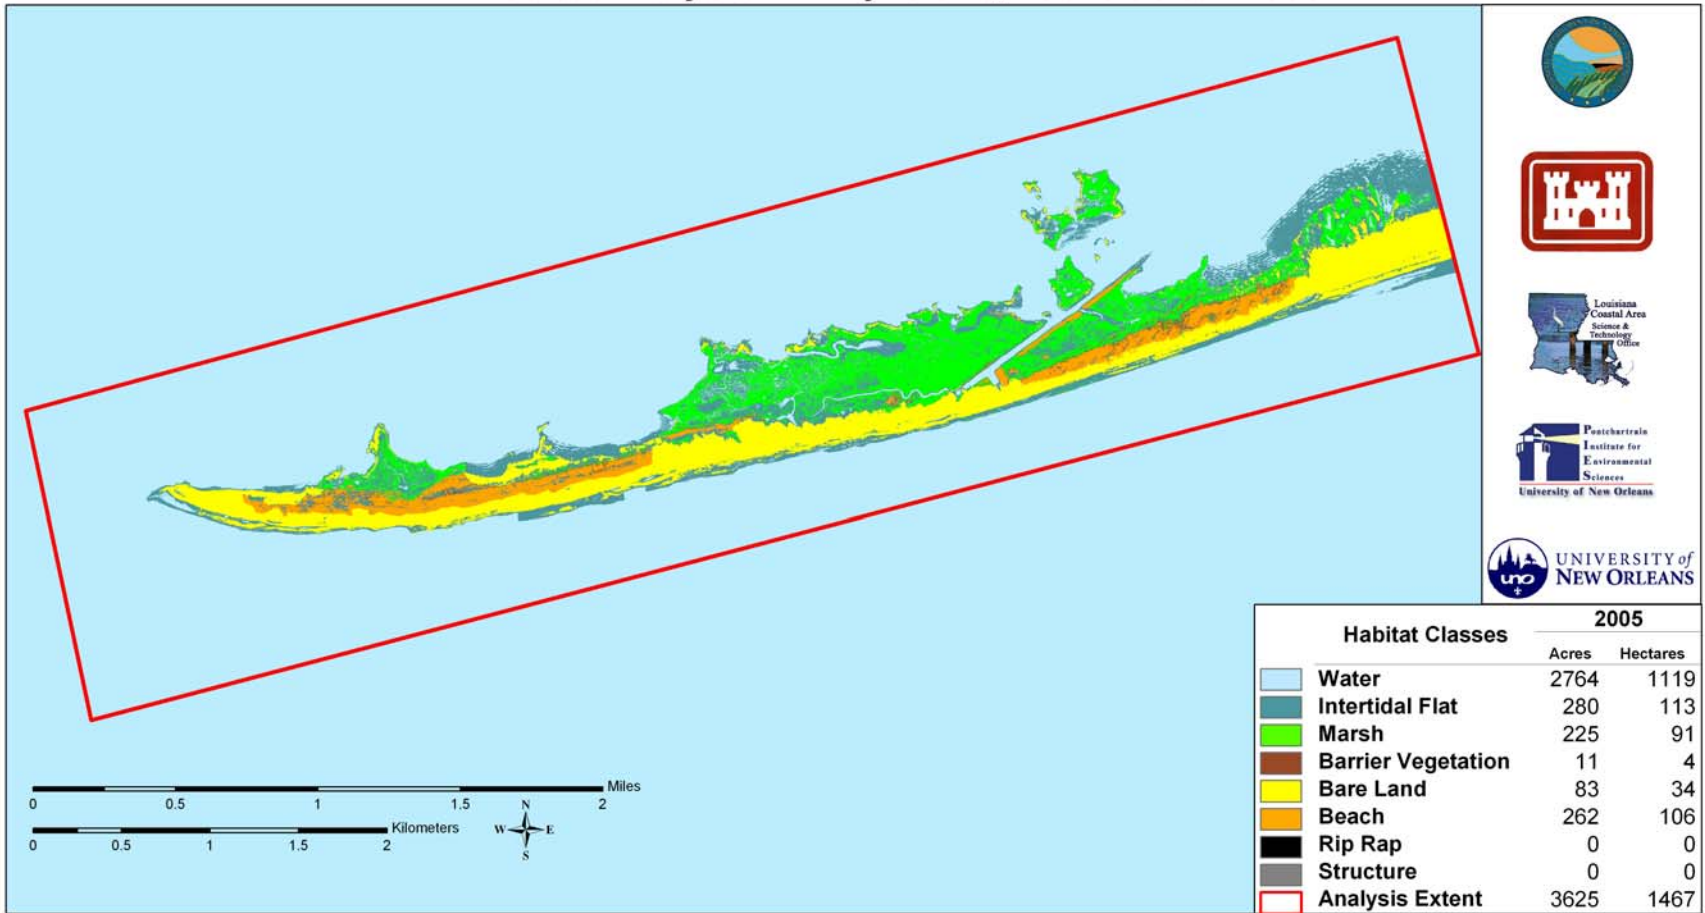 Louisiana
Coastal Area
Science &
Technology
Office
Pontchartrain
Institute for
Environmental
Sciences
University of New Orleans
uno
UNIVERSITY of
NEW ORLEANS
Habitat Classes 2005
Acres Hectares
Water 2764 1119
Intertidal Flat 280 113
Marsh 225 91
Barrier Vegetation 11 4
Bare Land 83 34
Beach 262 106
Rip Rap 0 0
Structure 0 0
Analysis Extent 3625 1467
Miles
0 0.5 1 1.5 2
Kilometers
0 0.5 1 1.5 2
N
W E
S